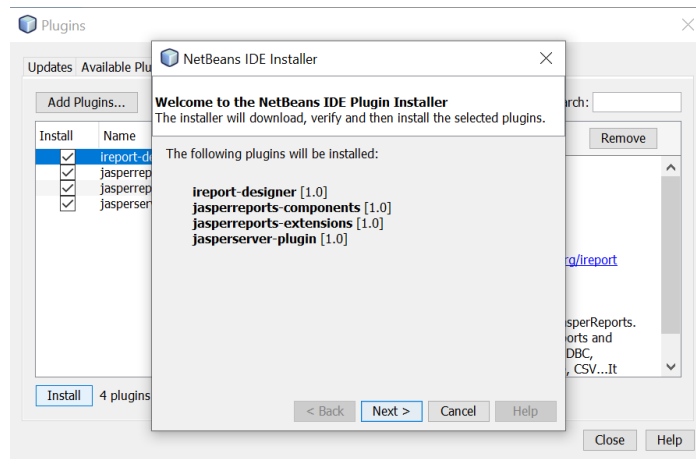 Plugins
Updates Available Plu
Add Plugins...
Install Name
ireport-de
jasperrep
jasperrep
jasperser
Install 4 plugins
NetBeans IDE Installer
Welcome to the NetBeans IDE Plugin Installer
The installer will download, verify and then install the selected plugins.
The following plugins will be installed:
ireport-designer [1.0]
jasperreports-components [1.0]
jasperreports-extensions [1.0]
jasperserver-plugin [1.0]
< Back Next > Cancel Help
rch:
Remove
rg/ireport
asperReports.
orts and
DBC,
, CSV...It
Close Help